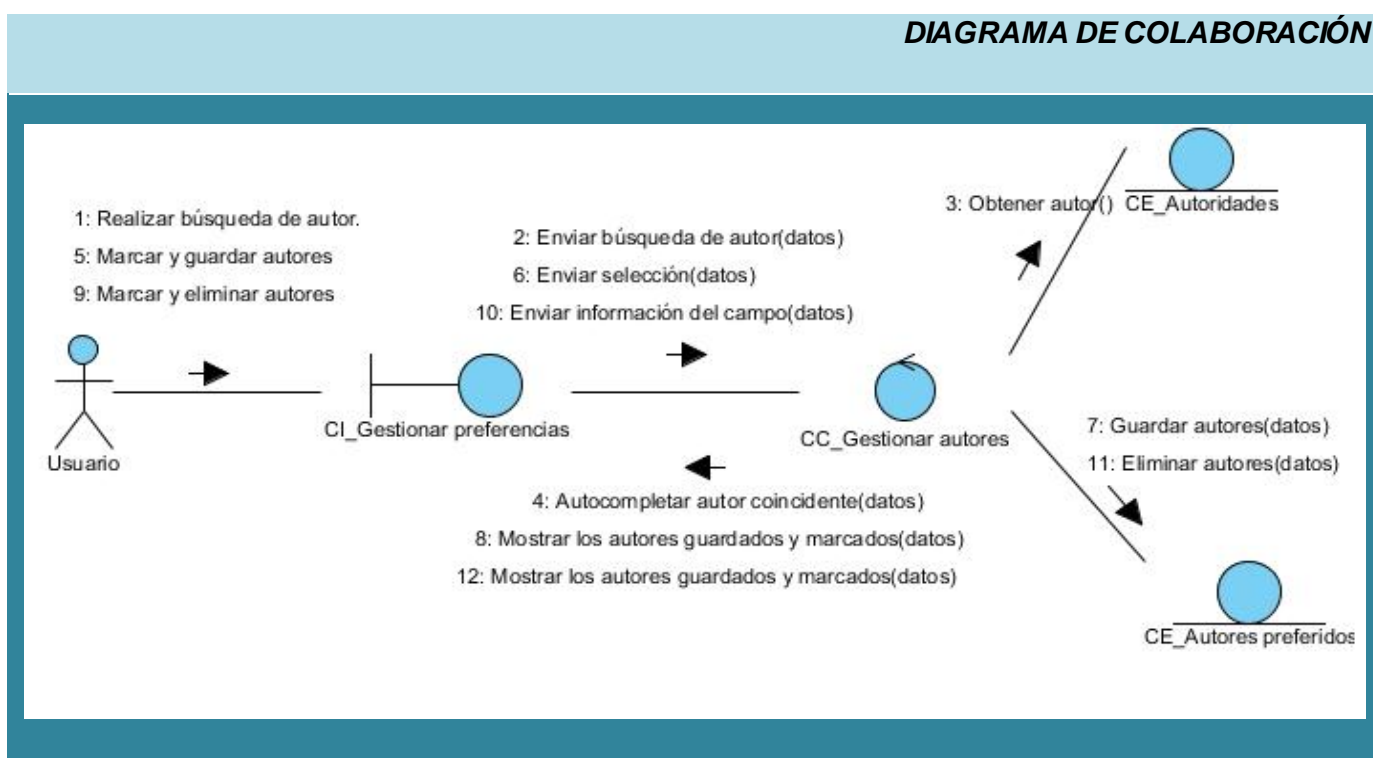 DIAGRAMA DE COLABORACIÓN
1: Realizar búsqueda de autor.
5: Marcar y guardar autores
9: Marcar y eliminar autores
2: Enviar búsqueda de autor(datos)
6: Enviar selección(datos)
10: Enviar información del campo(datos)
3: Obtener autor()
CE_Autoridades
Usuario
CI_Gestionar preferencias
CC_Gestionar autores
7: Guardar autores(datos)
11: Eliminar autores(datos)
4: Autocompletar autor coincidente(datos)
8: Mostrar los autores guardados y marcados(datos)
12: Mostrar los autores guardados y marcados(datos)
CE_Autores preferidos